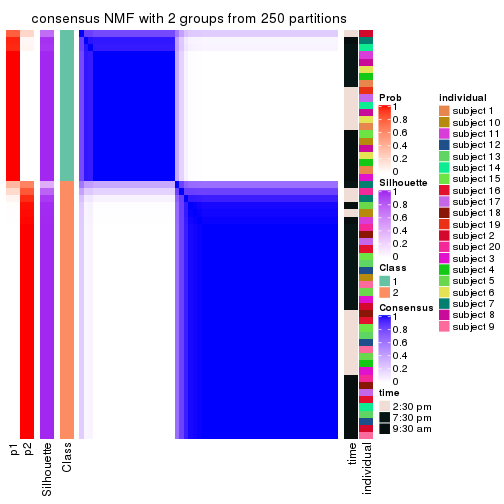 consensus NMF with 2 groups from 250 partitions
Prob
1
0.8
0.6
0.4
0.2
0
Silhouette
1
0.8
0.6
0.4
0.2
0
Class
1
2
Consensus
1
0.8
0.6
0.4
0.2
0
time
2:30 pm
7:30 pm
9:30 am
individual
subject 1
subject 10
subject 11
subject 12
subject 13
subject 14
subject 15
subject 16
subject 17
subject 18
subject 19
subject 2
subject 20
subject 3
subject 4
subject 5
subject 6
subject 7
subject 8
subject 9
p1
p2
Silhouette
Class
time
individual